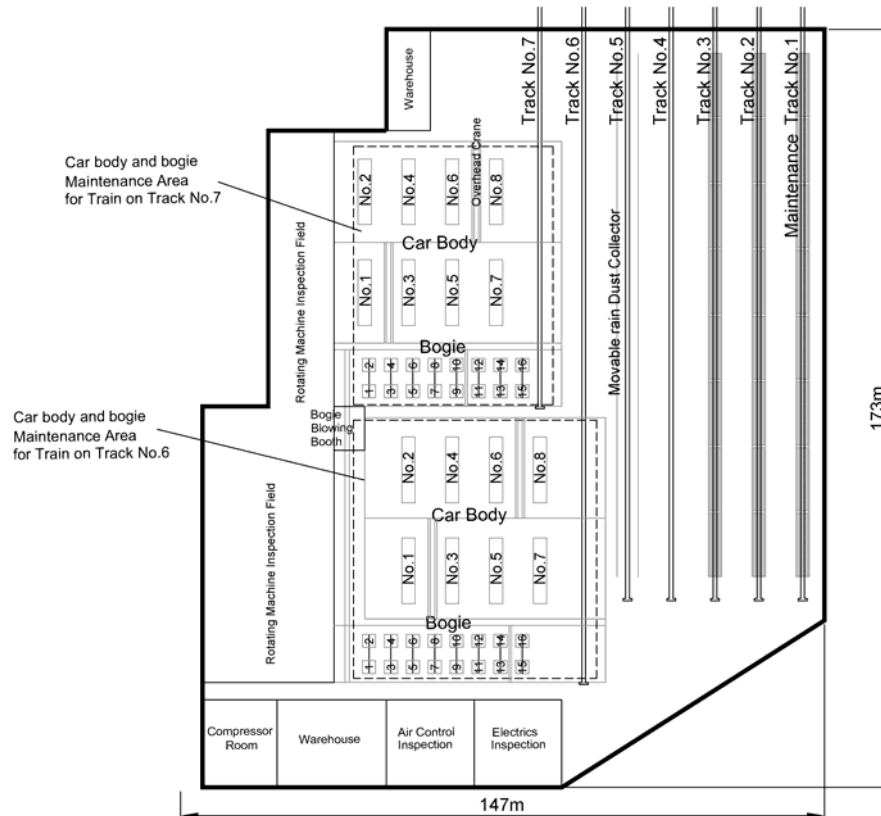 Warehouse
Track No.7
Track No.6
Track No.5
Track No.4
Track No.3
Track No.2
Track No.1
Maintenance
Overhead Crane
Movable rain Dust Collector
173m
Car body and bogie
Maintenance Area
for Train on Track No.7
Rotating Machine Inspection Field
No.2
No.4
No.6
No.8
Car Body
No.1
No.3
No.5
No.7
Bogie
2
4
6
8
10
12
14
16
1
3
5
7
9
11
13
15
Car body and bogie
Maintenance Area
for Train on Track No.6
Bogie
Blowing
Booth
Rotating Machine Inspection Field
No.2
No.4
No.6
No.8
Car Body
No.1
No.3
No.5
No.7
Bogie
2
4
6
8
10
12
14
16
1
3
5
7
9
11
13
15
Compressor
Room
Warehouse
Air Control
Inspection
Electrics
Inspection
147m